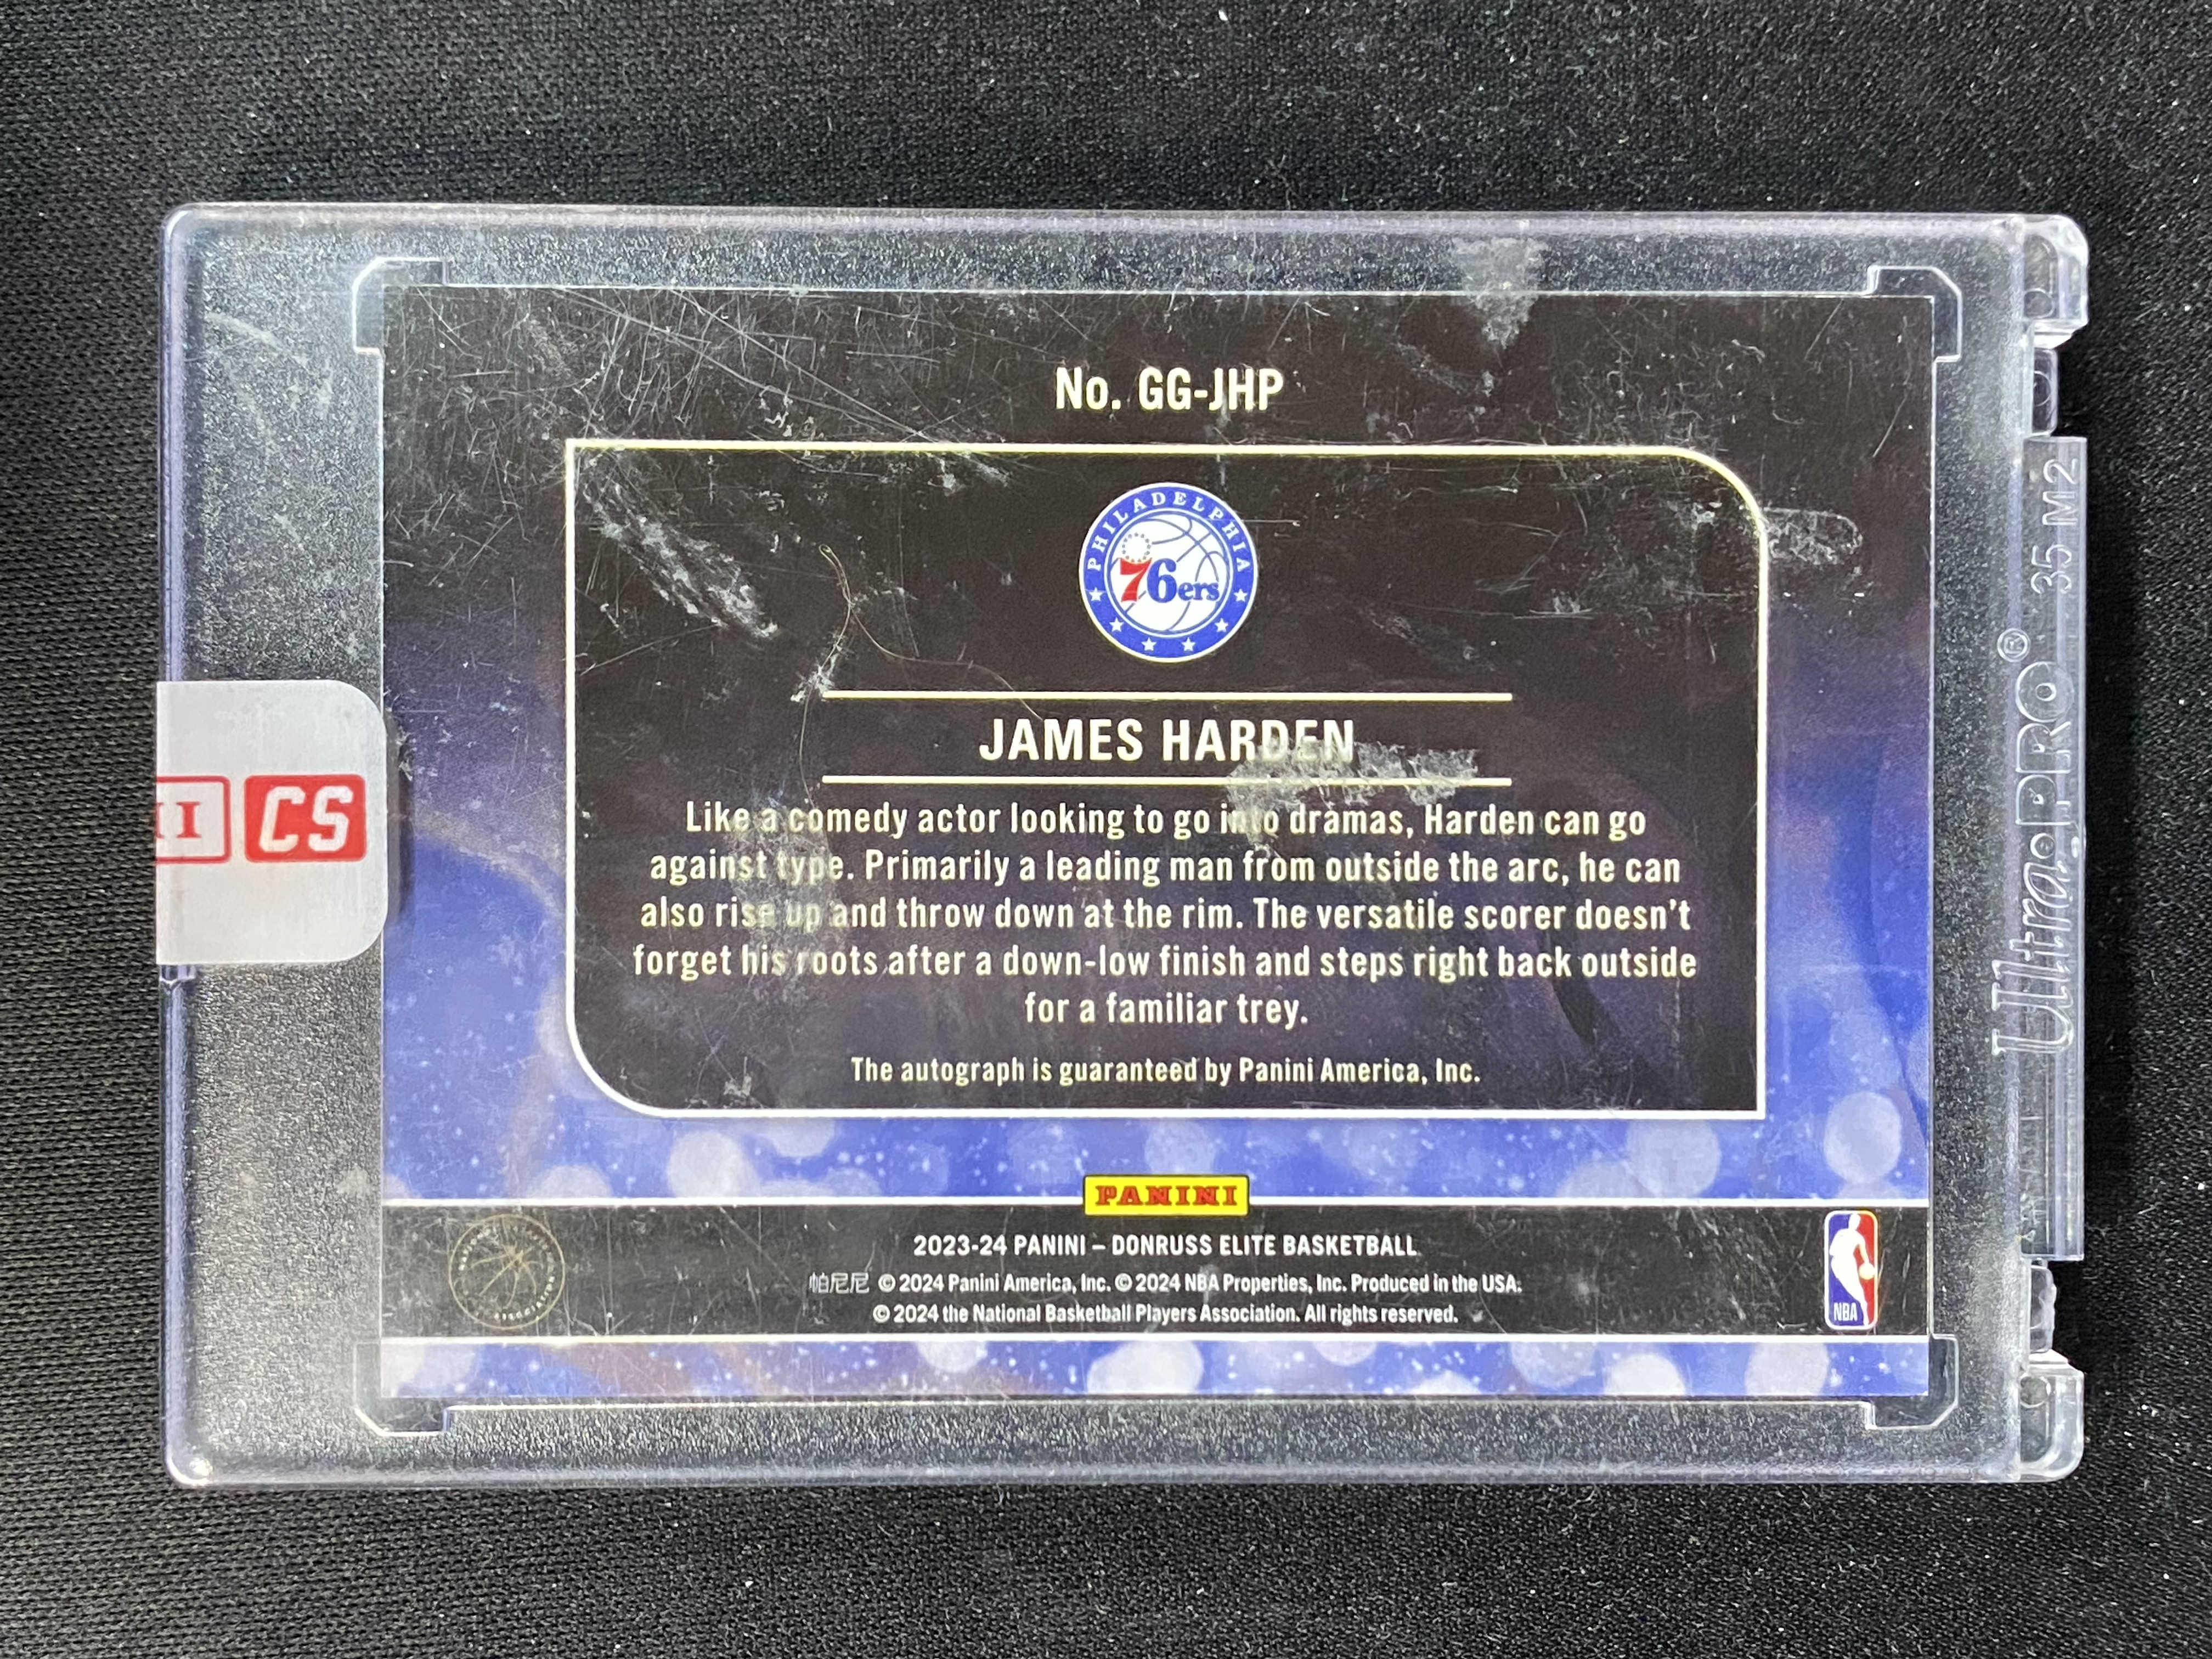 No. GG-JHP
PHILADELPHIA
76ers
JAMES HARDEN
Like a comedy actor looking to go into dramas, Harden can go
against type. Primarily a leading man from outside the arc, he can
also rise up and throw down at the rim. The versatile scorer doesn't
forget his roots after a down-low finish and steps right back outside
for a familiar trey.
The autograph is guaranteed by Panini America, Inc.
PANINI
2023-24 PANINI – DONRUSS ELITE BASKETBALL
帕尼尼 © 2024 Panini America, Inc. © 2024 NBA Properties, Inc. Produced in the USA.
© 2024 the National Basketball Players Association. All rights reserved.
NBA
CS
Ultra PRO® 35 M2